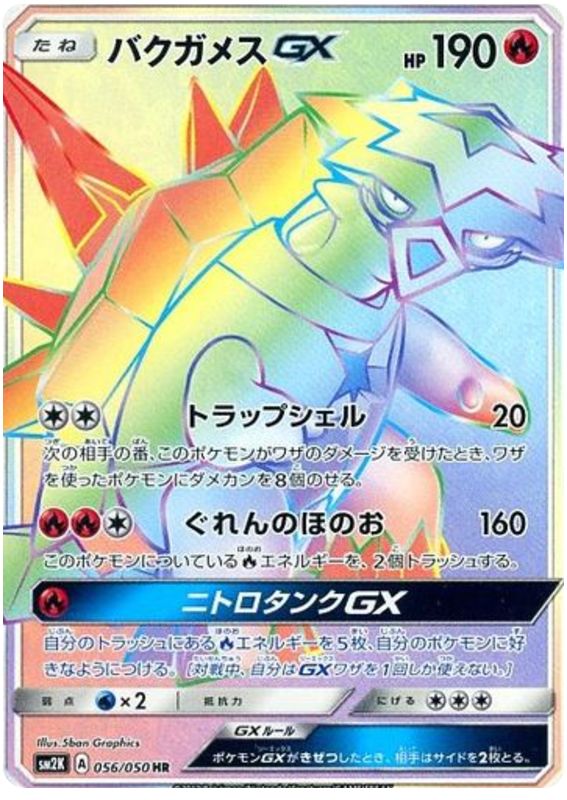 たね バクガメスGX HP 190
トラップシェル 20
次の相手の番、このポケモンがワザのダメージを受けたとき、ワザ
を使ったポケモンにダメカンを8個のせる。
ぐれんのほのお 160
このポケモンについているエネルギーを、2個トラッシュする。
ニトロタンクGX
自分のトラッシュにあるエネルギーを5枚、自分のポケモンに好
きなようにつける。[対戦中、自分はGXワザを1回しか使えない。]
弱点 ×2 抵抗力 にげる
Illus. 5ban Graphics
GXルール
SM2K A 056/050 HR
ポケモンGXがきぜつしたとき、相手はサイドを2枚とる。